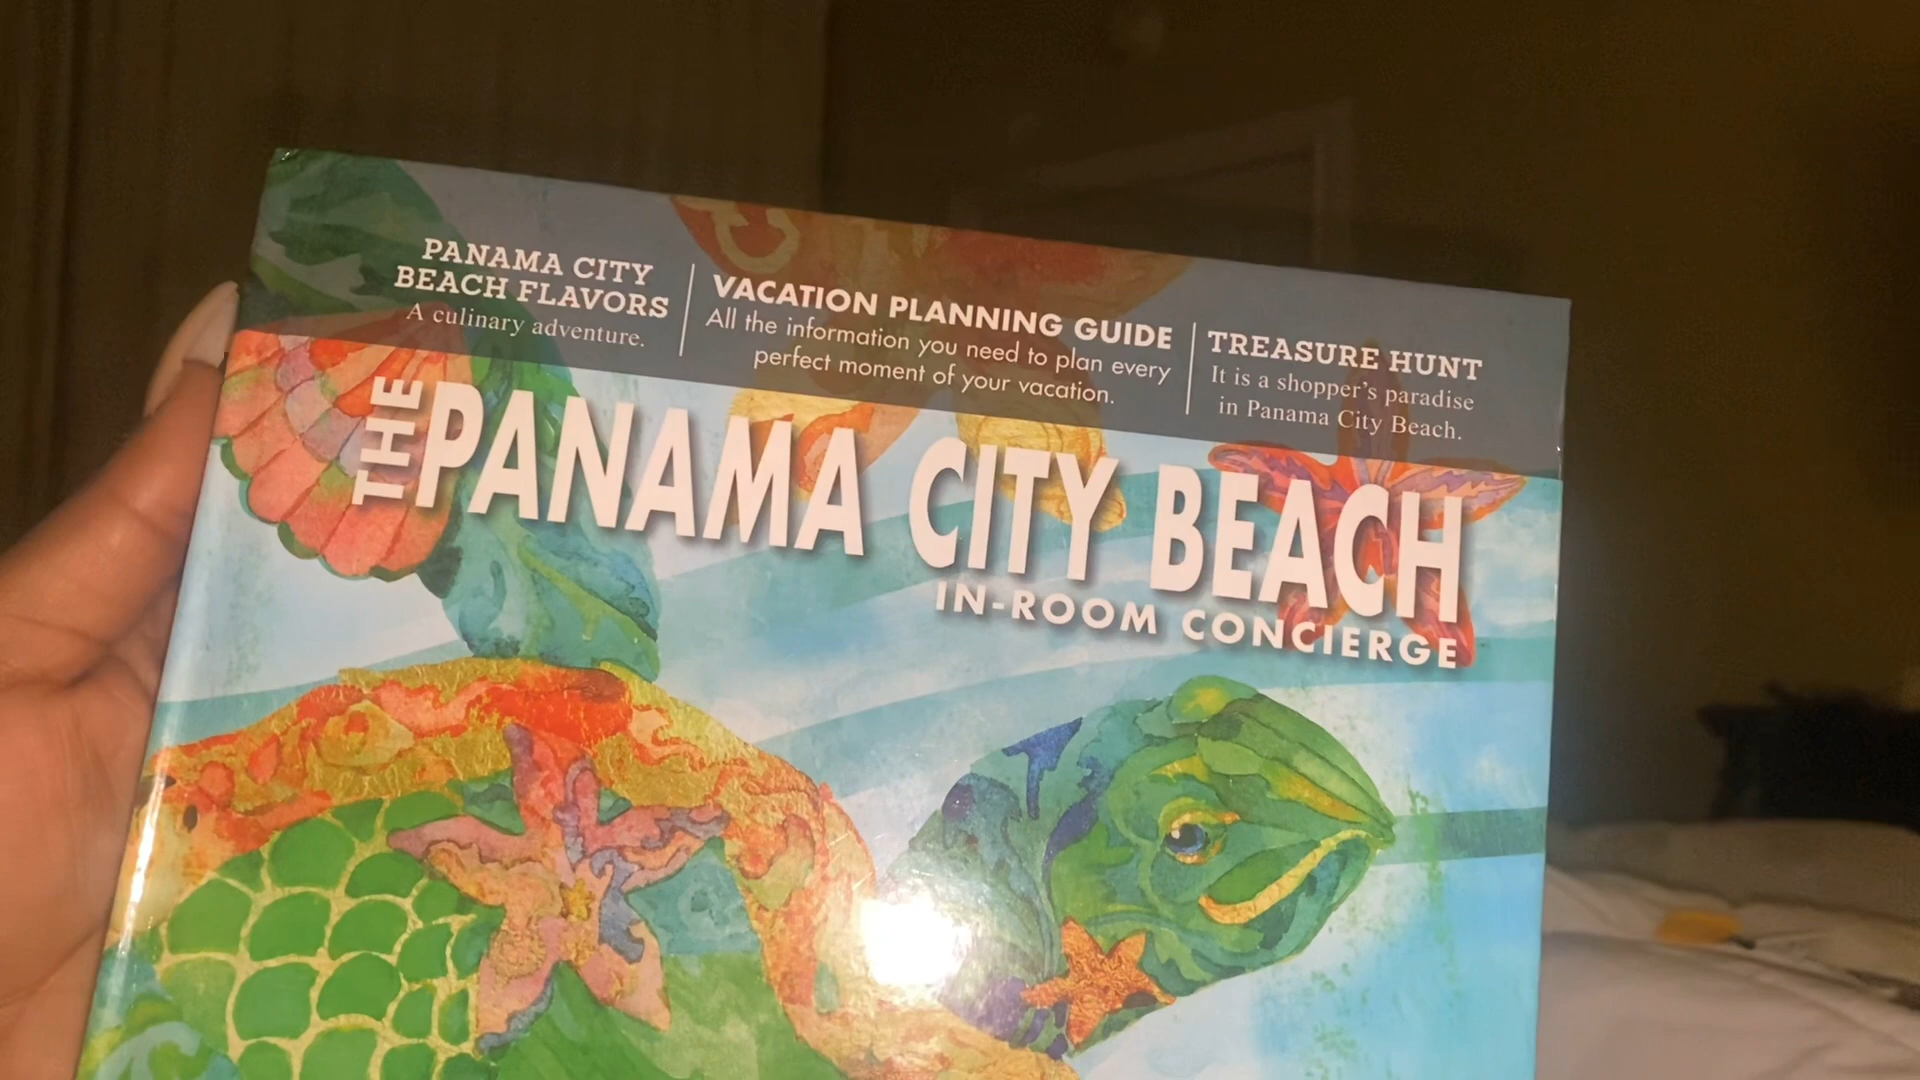 PANAMA CITY
BEACH FLAVORS
A culinary adventure.
VACATION PLANNING GUIDE
All the information you need to plan every
perfect moment of your vacation.
TREASURE HUNT
It is a shopper's paradise
in Panama City Beach.
THE PANAMA CITY BEACH
IN-ROOM CONCIERGE